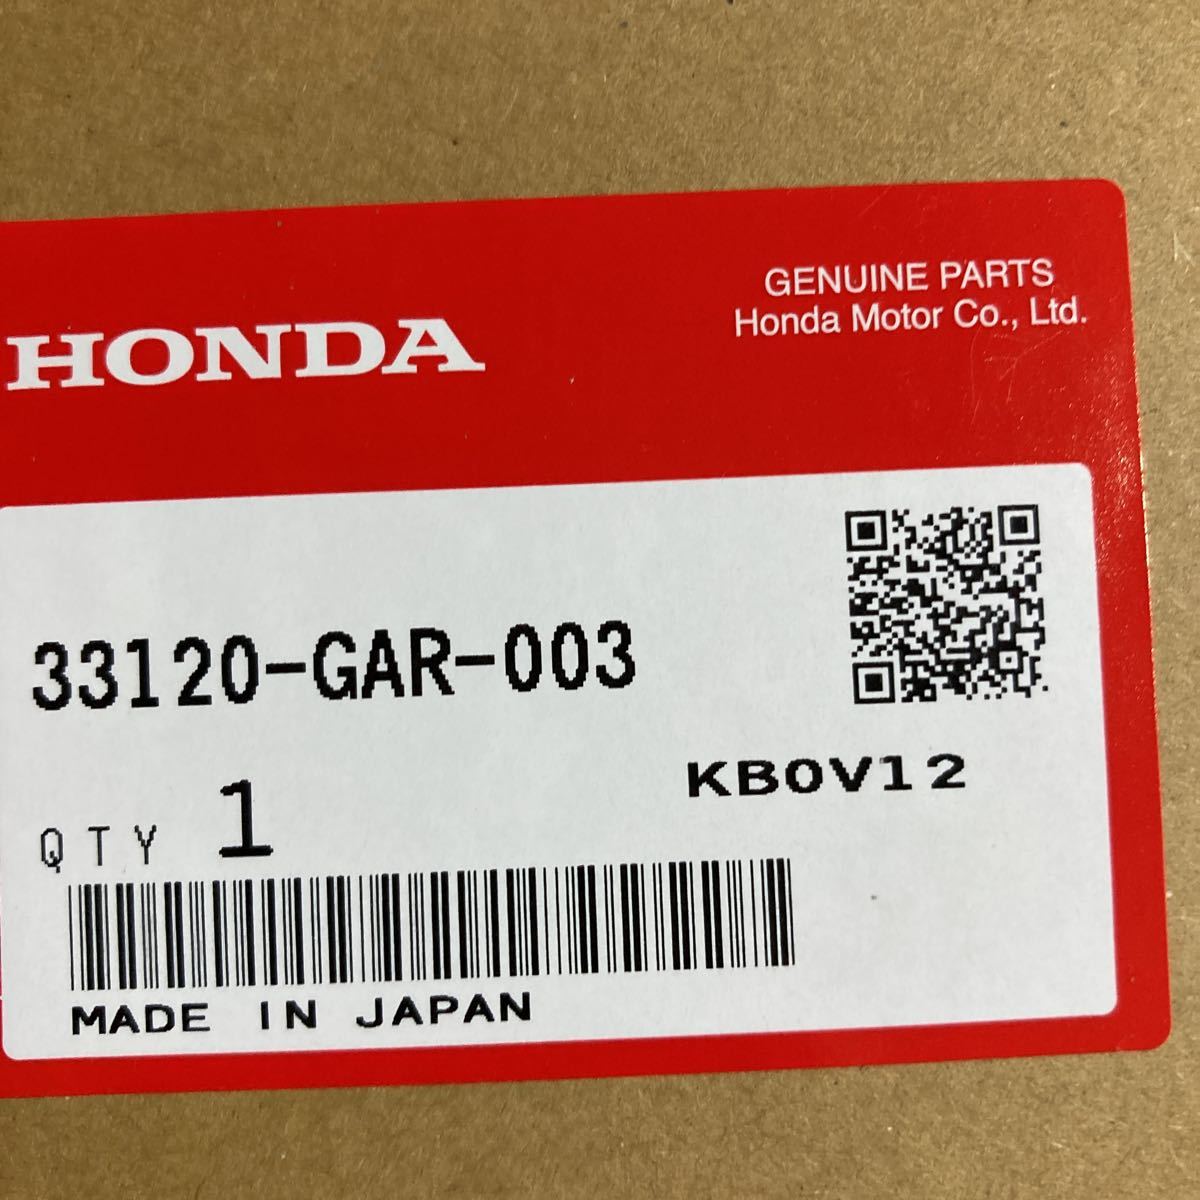 HONDA
GENUINE PARTS
Honda Motor Co., Ltd.
33120-GAR-003
KB0V12
QTY 1
MADE IN JAPAN